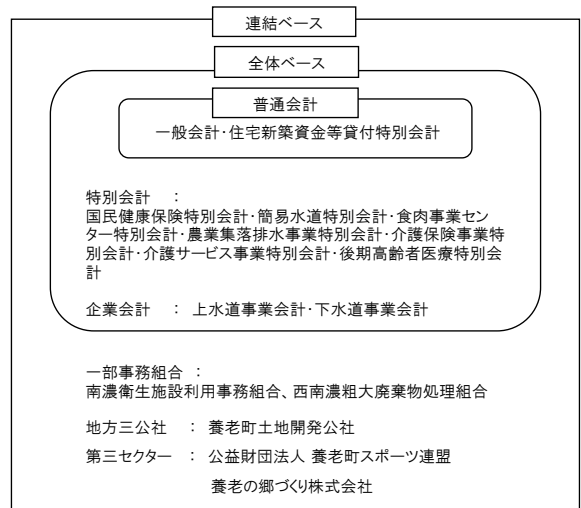 連結ベース
全体ベース
普通会計
一般会計・住宅新築資金等貸付特別会計
特別会計　：
国民健康保険特別会計・簡易水道特別会計・食肉事業セン
ター特別会計・農業集落排水事業特別会計・介護保険事業特
別会計・介護サービス事業特別会計・後期高齢者医療特別会
計
企業会計　：　上水道事業会計・下水道事業会計
一部事務組合　：
南濃衛生施設利用事務組合、西南濃粗大廃棄物処理組合
地方三公社　：　養老町土地開発公社
第三セクター　：　公益財団法人 養老町スポーツ連盟
養老の郷づくり株式会社